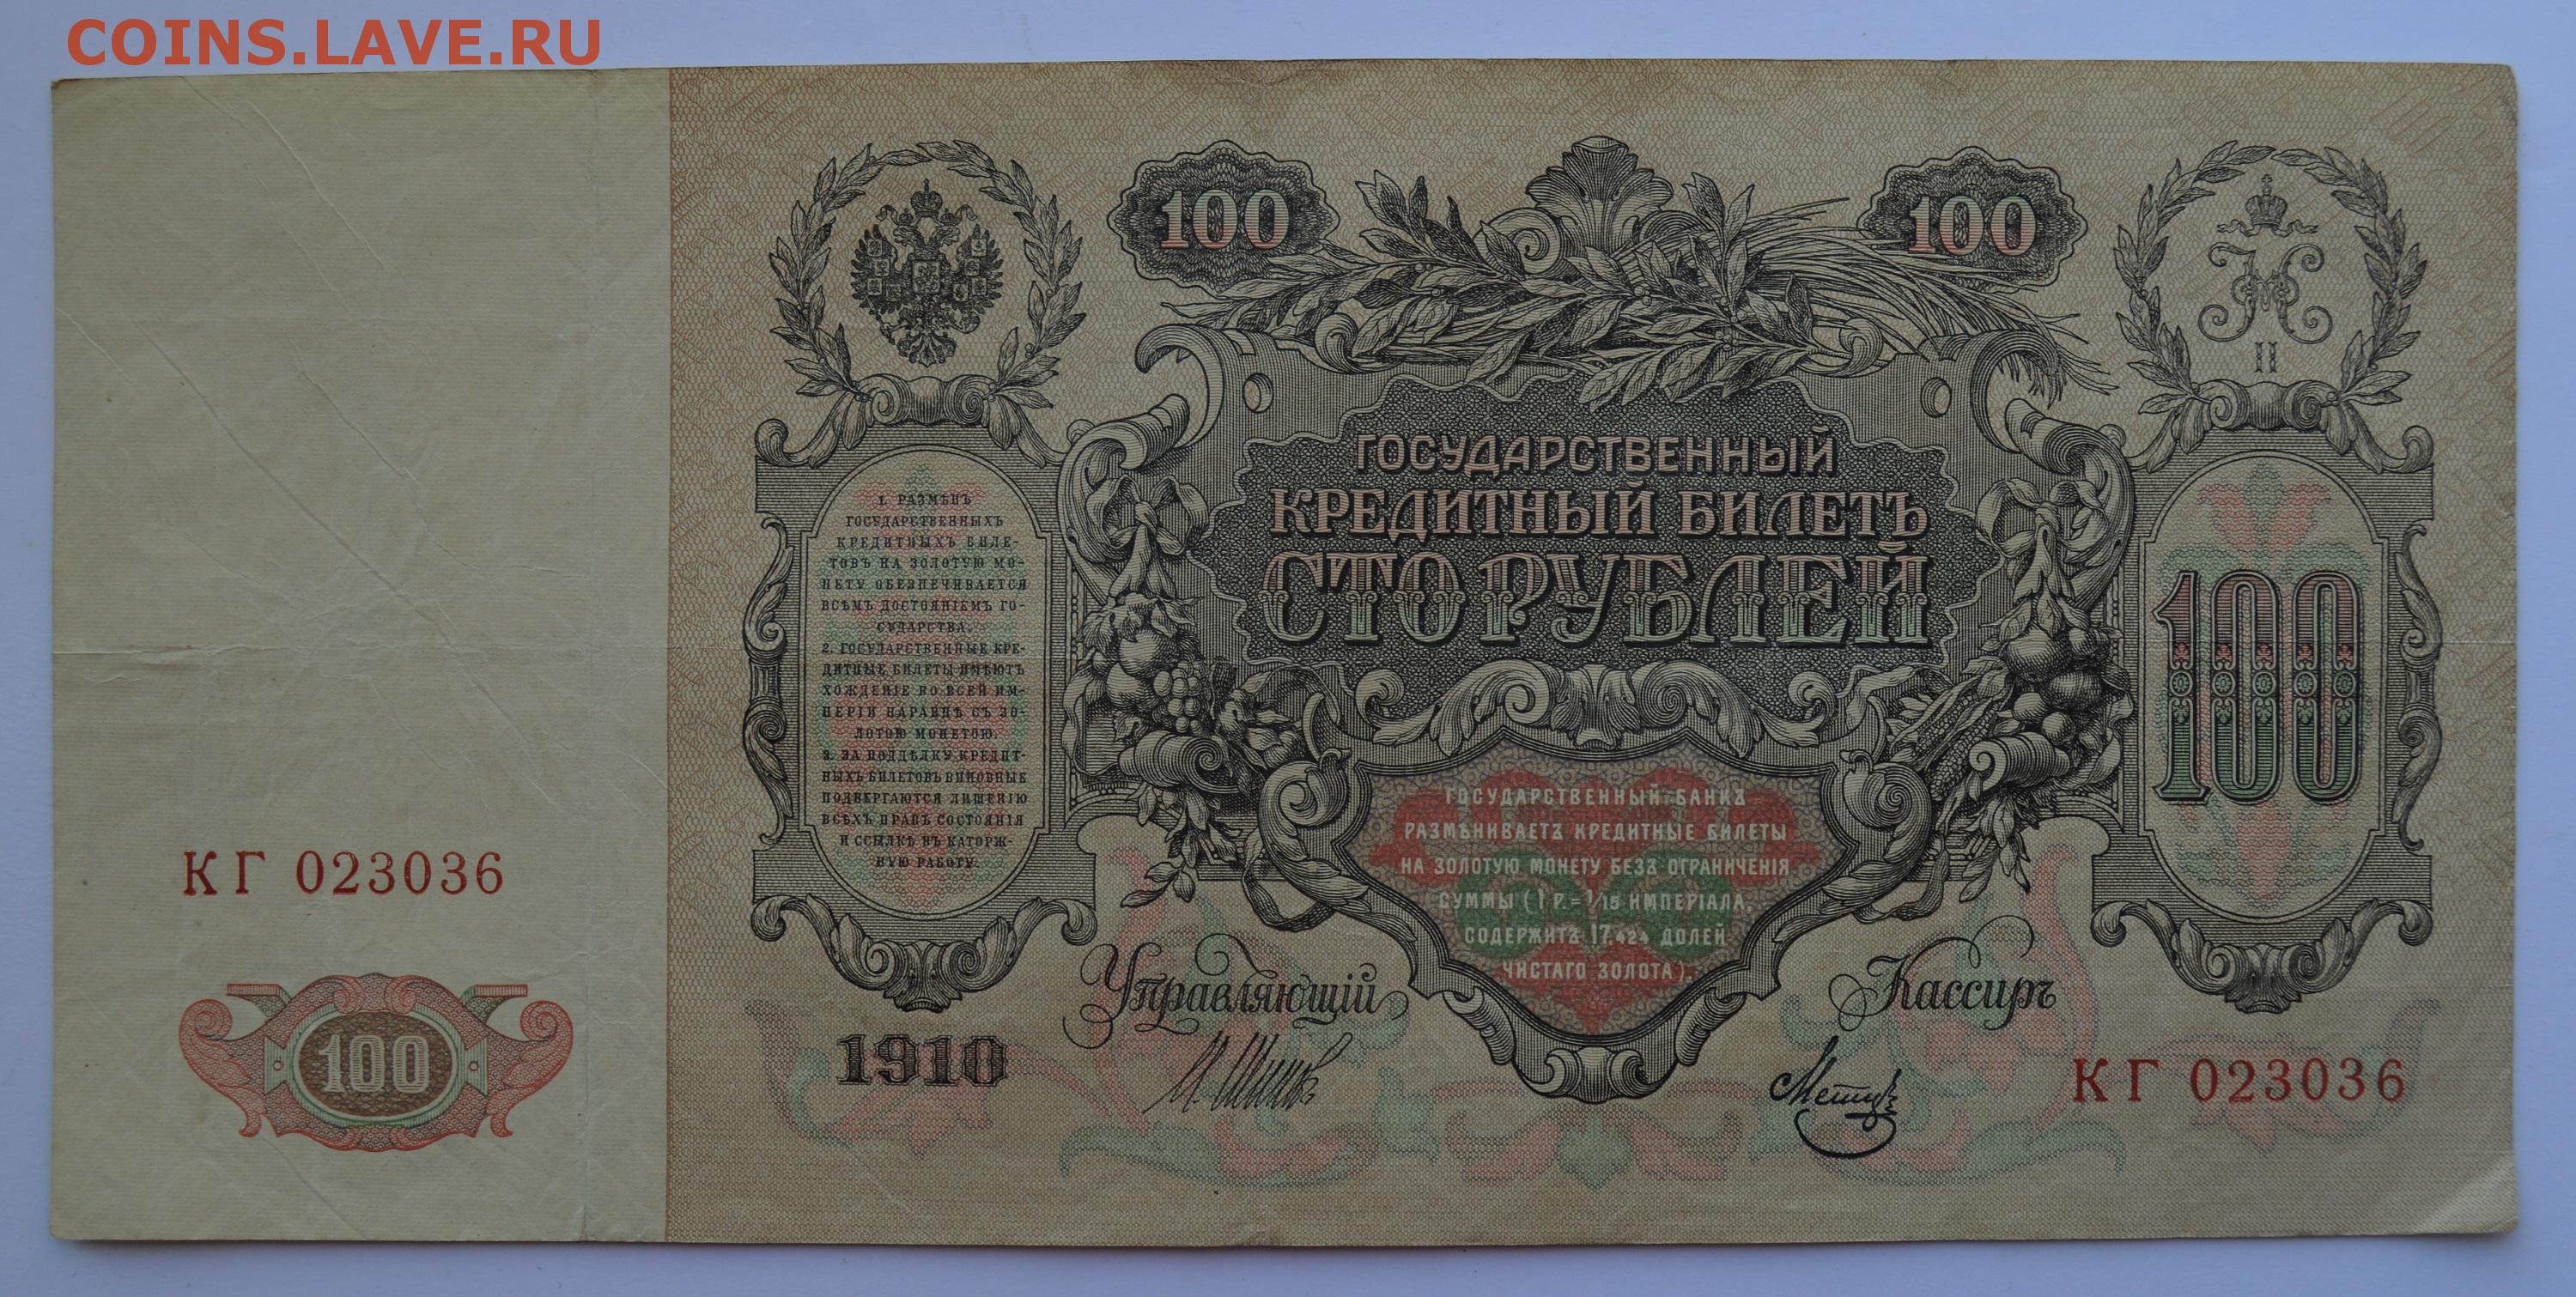 COINS.LAVE.RU
100
100
II
ГОСУДАРСТВЕННЫЙ
КРЕДИТНЫЙ БИЛЕТЪ
СТО РУБЛЕЙ
1. РАЗМѢНЪ
ГОСУДАРСТВЕННЫХЪ
КРЕДИТНЫХЪ БИЛЕ-
ТОВЪ НА ЗОЛОТУЮ МО-
НЕТУ ОБЕЗПЕЧИВАЕТСЯ
ВСѢМЪ ДОСТОЯНІЕМЪ ГО-
СУДАРСТВА.
2. ГОСУДАРСТВЕННЫЕ КРЕ-
ДИТНЫЕ БИЛЕТЫ ИМѢЮТЪ
ХОЖДЕНІЕ ВО ВСЕЙ ИМ-
ПЕРІИ НАРАВНѢ СЪ ЗО-
ЛОТОЮ МОНЕТОЮ.
3. ЗА ПОДДѢЛКУ КРЕДИТ-
НЫХЪ БИЛЕТОВЪ ВИНОВНЫЕ
ПОДВЕРГАЮТСЯ ЛИШЕНІЮ
ВСѢХЪ ПРАВЪ СОСТОЯНІЯ
И ССЫЛКѢ ВЪ КАТОРЖ-
НУЮ РАБОТУ.
100
ГОСУДАРСТВЕННЫЙ БАНКЪ
РАЗМѢНИВАЕТЪ КРЕДИТНЫЕ БИЛЕТЫ
НА ЗОЛОТУЮ МОНЕТУ БЕЗЪ ОГРАНИЧЕНІЯ
СУММЫ (1 Р.= 1/15 ИМПЕРІАЛА,
СОДЕРЖИТЪ 17,424 ДОЛЕЙ
ЧИСТАГО ЗОЛОТА).
КГ 023036
100
Управляющій
Кассиръ
1910
И. Шиповъ
КГ 023036